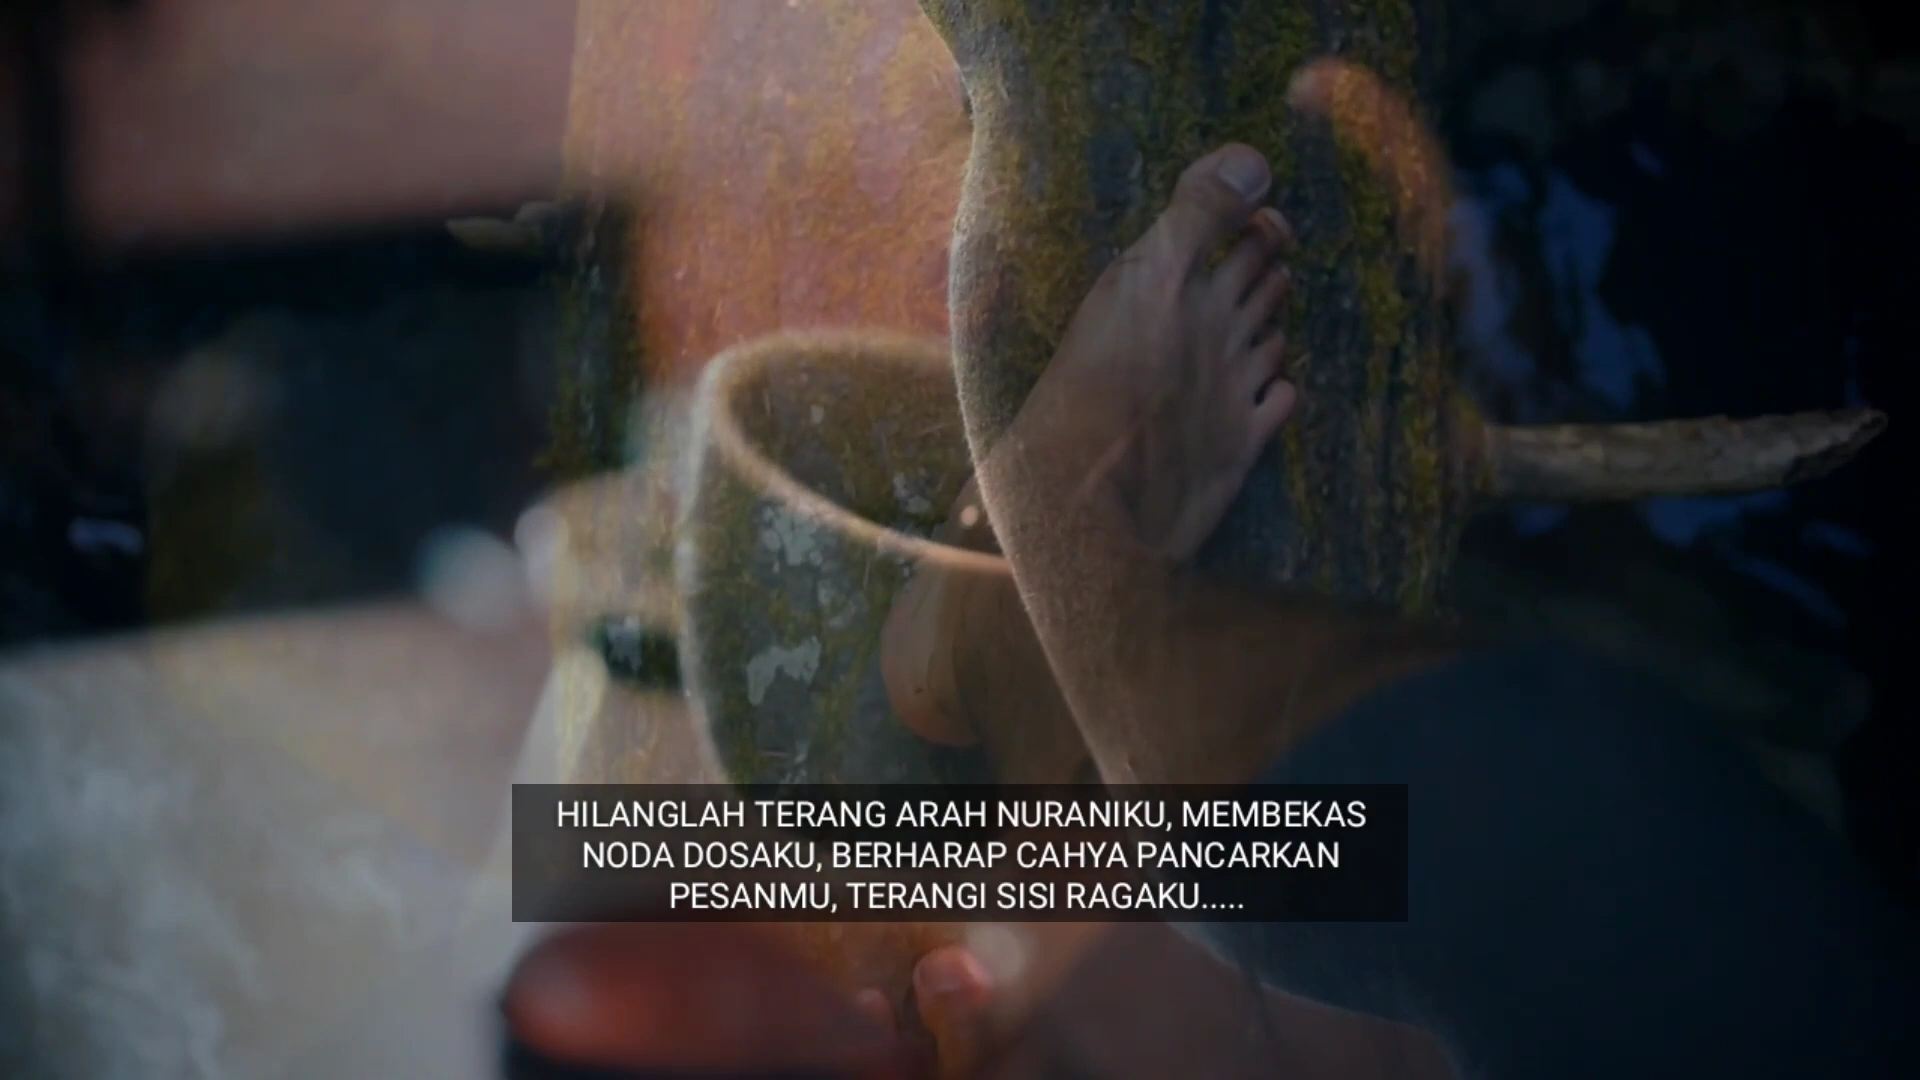 HILANGLAH TERANG ARAH NURANIKU, MEMBEKAS
NODA DOSAKU, BERHARAP CAHYA PANCARKAN
PESANMU, TERANGI SISI RAGAKU.....